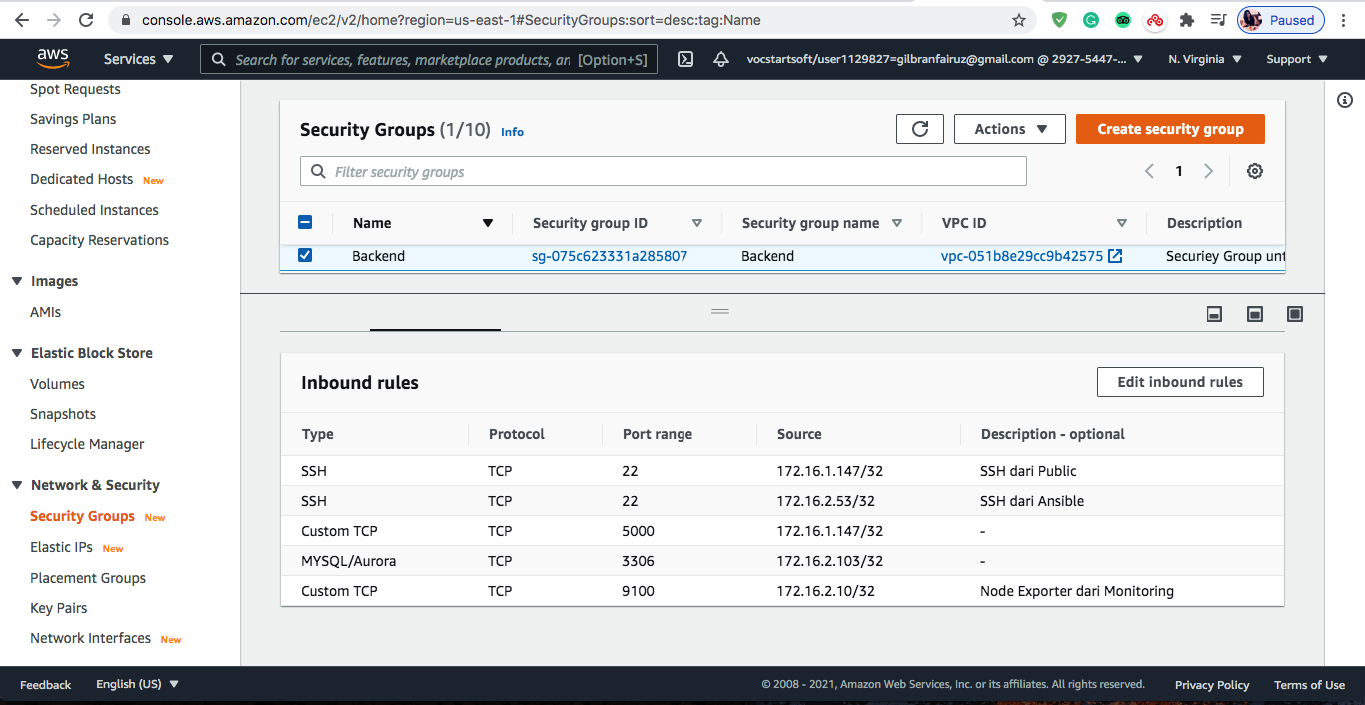 console.aws.amazon.com/ec2/v2/home?region=us-east-1#SecurityGroups:sort=desc:tag:Name Paused
aws Services Search for services, features, marketplace products, an [Option+S] vocstartsoft/user1129827=gilbranfairuz@gmail.com @ 2927-5447-... N. Virginia Support
Spot Requests
Savings Plans
Reserved Instances
Dedicated Hosts New
Scheduled Instances
Capacity Reservations
Images
AMIs
Elastic Block Store
Volumes
Snapshots
Lifecycle Manager
Network & Security
Security Groups New
Elastic IPs New
Placement Groups
Key Pairs
Network Interfaces New
Security Groups (1/10) Info Actions Create security group
Filter security groups 1
Name Security group ID Security group name VPC ID Description
Backend sg-075c623331a285807 Backend vpc-051b8e29cc9b42575 Securiey Group unt
Inbound rules Edit inbound rules
Type Protocol Port range Source Description - optional
SSH TCP 22 172.16.1.147/32 SSH dari Public
SSH TCP 22 172.16.2.53/32 SSH dari Ansible
Custom TCP TCP 5000 172.16.1.147/32 -
MYSQL/Aurora TCP 3306 172.16.2.103/32 -
Custom TCP TCP 9100 172.16.2.10/32 Node Exporter dari Monitoring
Feedback English (US) © 2008 - 2021, Amazon Web Services, Inc. or its affiliates. All rights reserved. Privacy Policy Terms of Use